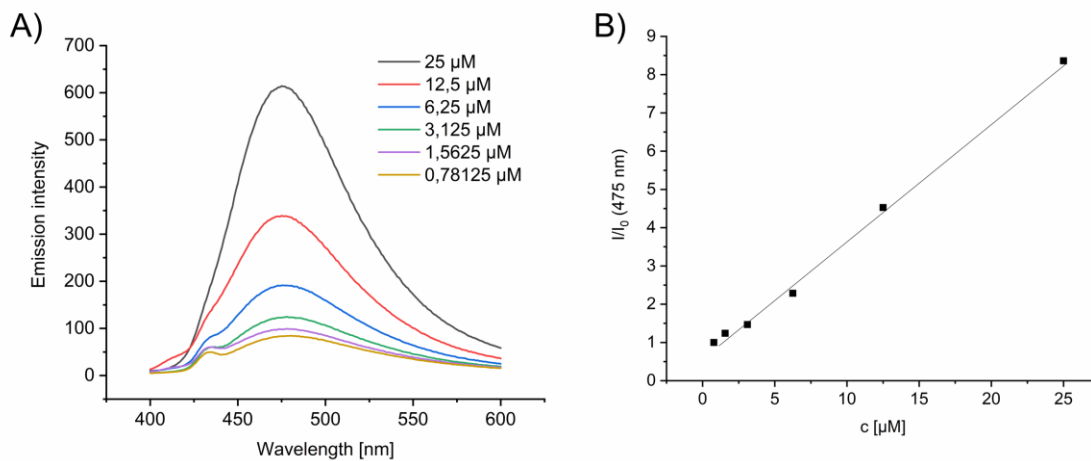 A)
700
600
500
400
300
200
100
0
Emission intensity
400
450
500
550
600
Wavelength [nm]
25 µM
12,5 µM
6,25 µM
3,125 µM
1,5625 µM
0,78125 µM
B)
9
8
7
6
5
4
3
2
1
0
I/I₀ (475 nm)
0
5
10
15
20
25
c [µM]